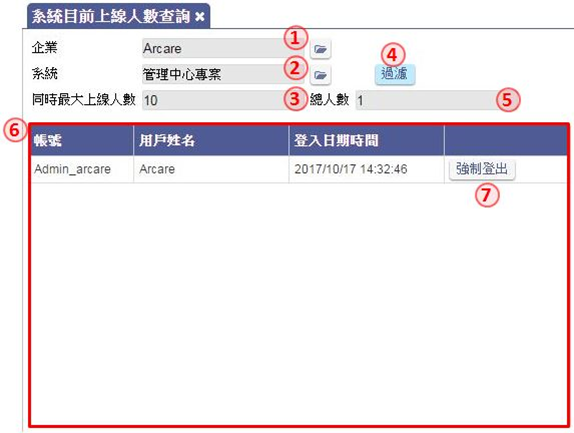 系統目前上線人數查詢 ×
企業 Arcare 1
系統 管理中心專案 2 過濾 4
同時最大上線人數 10 3 總人數 1 5
6 帳號 用戶姓名 登入日期時間
Admin_arcare Arcare 2017/10/17 14:32:46 強制登出
7